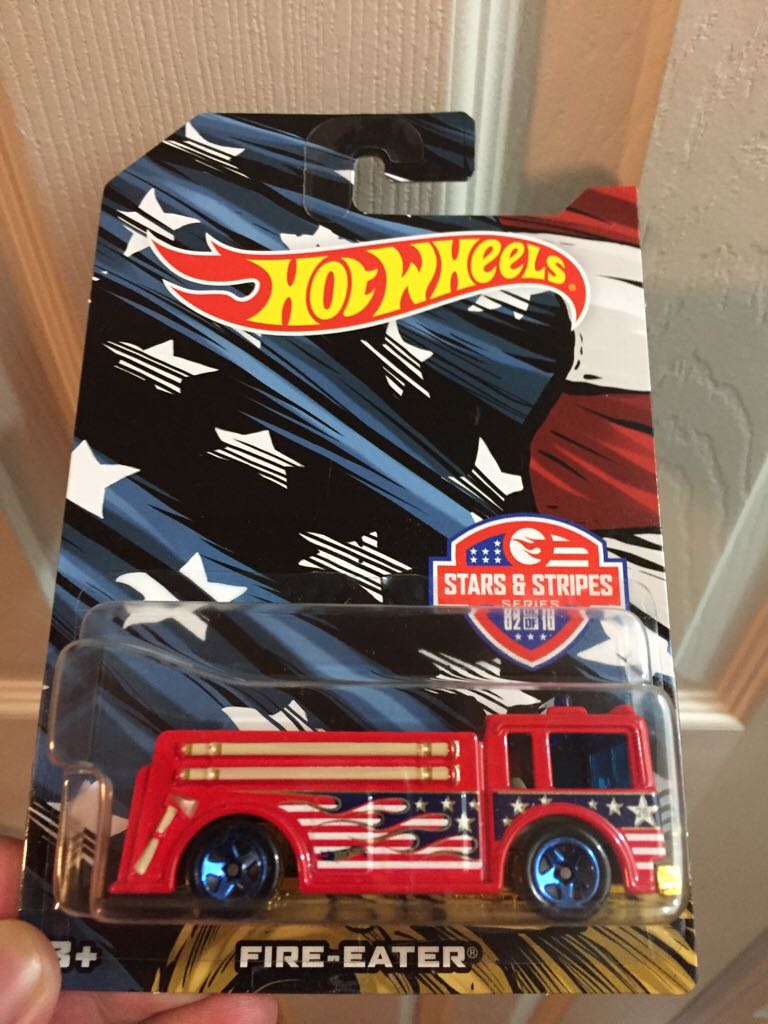 HOT WHEELS®
STARS & STRIPES
SERIES
02 OF 10
3+
FIRE-EATER®